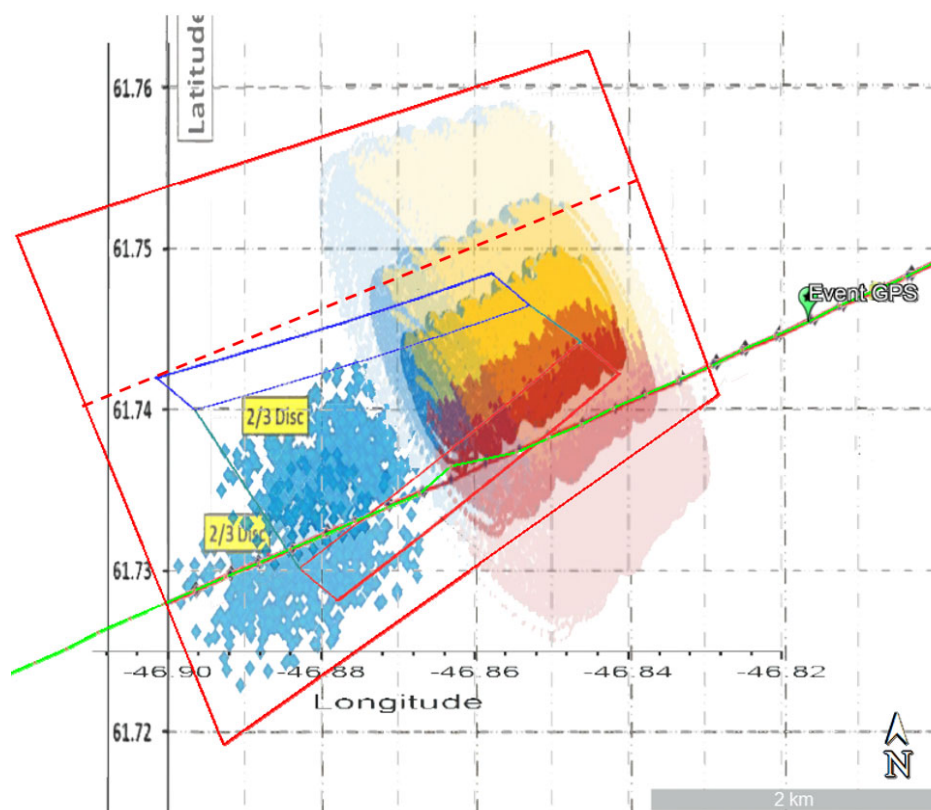 Latitude
61.76
61.75
Event GPS
61.74
2/3 Disc
2/3 Disc
61.73
-46.90
-46.88
-46.86
-46.84
-46.82
Longitude
61.72
N
2 km